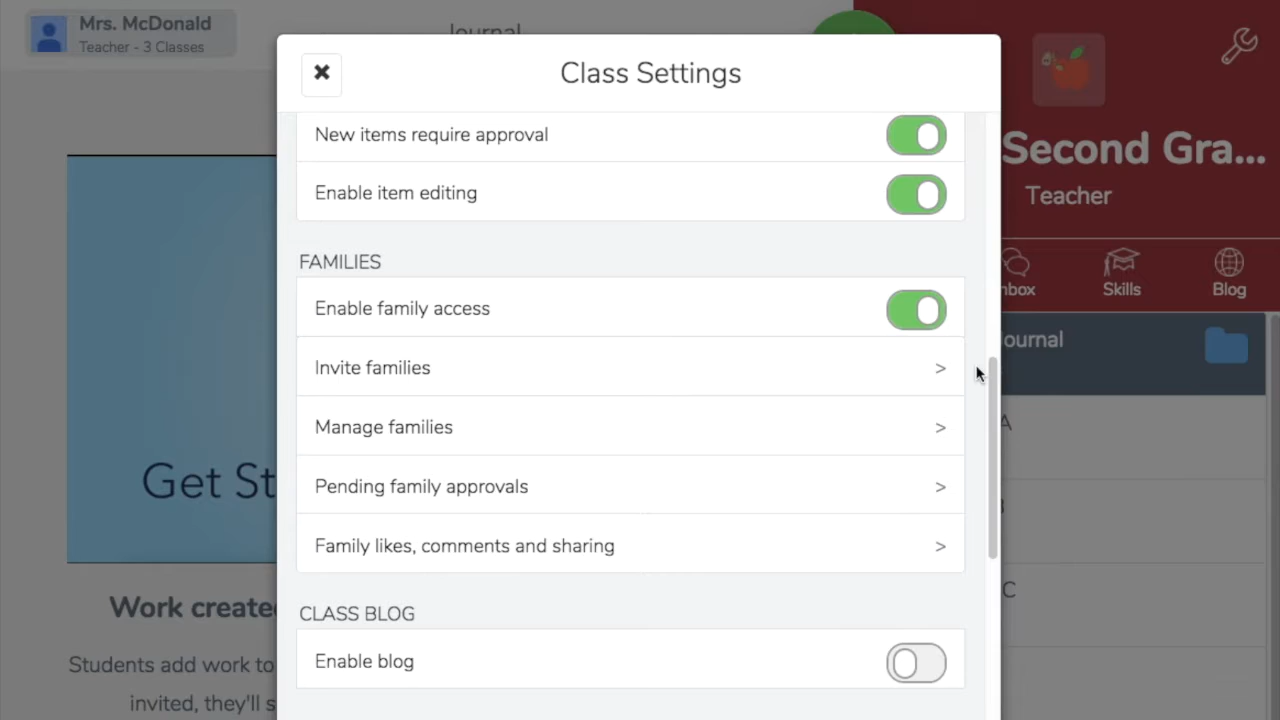 Mrs. McDonald
Teacher - 3 Classes
Journal
Class Settings
Second Gra...
Teacher
New items require approval
Enable item editing
FAMILIES
Enable family access
Invite families >
Manage families >
Pending family approvals >
Family likes, comments and sharing >
CLASS BLOG
Enable blog
nbox
Skills
Blog
ournal
A
C
Get St
Work create
Students add work to
invited, they'll s